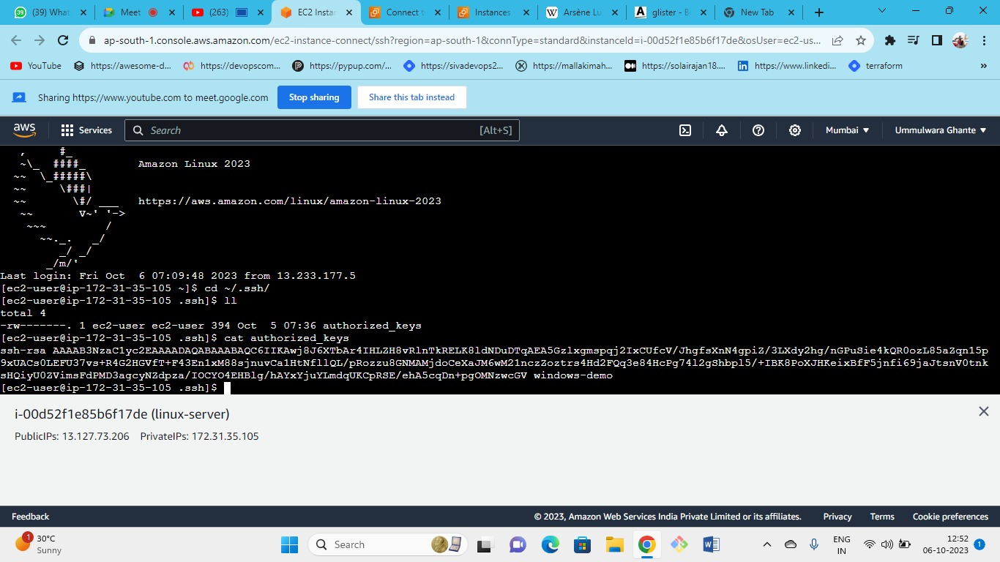 (39) What
Meet
(263)
EC2 Instar
Connect t
Instances
Arsène Lu
glister - B
New Tab
ap-south-1.console.aws.amazon.com/ec2-instance-connect/ssh?region=ap-south-1&connType=standard&instanceId=i-00d52f1e85b6f17de&osUser=ec2-us...
YouTube
https://awesome-d...
https://devopscom...
https://pypup.com/...
https://sivadevops2...
https://mallakimah...
https://solairajan18....
https://www.linkedi...
terraform
Sharing https://www.youtube.com to meet.google.com
Stop sharing
Share this tab instead
aws
Services
Search
[Alt+S]
Mumbai
Ummulwara Ghante
   ,     #_
   ~\_  ####_        Amazon Linux 2023
  ~~  \_#####\
  ~~     \###|
  ~~       \#/ ___   https://aws.amazon.com/linux/amazon-linux-2023
   ~~       V~' '->
    ~~~         /
      ~~._.   _/
         _/ _/
       _/m/'
Last login: Fri Oct  6 07:09:48 2023 from 13.233.177.5
[ec2-user@ip-172-31-35-105 ~]$ cd ~/.ssh/
[ec2-user@ip-172-31-35-105 .ssh]$ ll
total 4
-rw-------. 1 ec2-user ec2-user 394 Oct  5 07:36 authorized_keys
[ec2-user@ip-172-31-35-105 .ssh]$ cat authorized_keys
ssh-rsa AAAAB3NzaC1yc2EAAAADAQABAAABAQC6IIKAwj8J6XTbAr4IHLZH8vRlnTkRELK8ldNDuDTqAEA5Gzlxgmspqj2IxCUfcV/JhgfsXnN4gpiZ/3LXdy2hg/nGPuSie4kQR0ozL85aZqn15p
9xUACs0LEFU37vs+R4G2HGVfT+F43En1xM88sjnuvCa1HtNfllQL/pRozzu8GNMAMjdoCeXaJM6wM21nczZoztrs4Hd2FQq3e84HcPg74l2gShbpl5/+IBK8PoXJHKeixBfF5jnfi69jaJtsnV0tnk
sHQiyU0ZVimsFdPMD3agcyNZdpza/IOCYO4EHBlg/hAYxYjuYLmdqUKCpRSE/ehA5cqDn+pgOMNzwcGV windows-demo
[ec2-user@ip-172-31-35-105 .ssh]$
i-00d52f1e85b6f17de (linux-server)
PublicIPs: 13.127.73.206    PrivateIPs: 172.31.35.105
Feedback
© 2023, Amazon Web Services India Private Limited or its affiliates.
Privacy
Terms
Cookie preferences
1
30°C
Sunny
Search
ENG
IN
12:52
06-10-2023
1